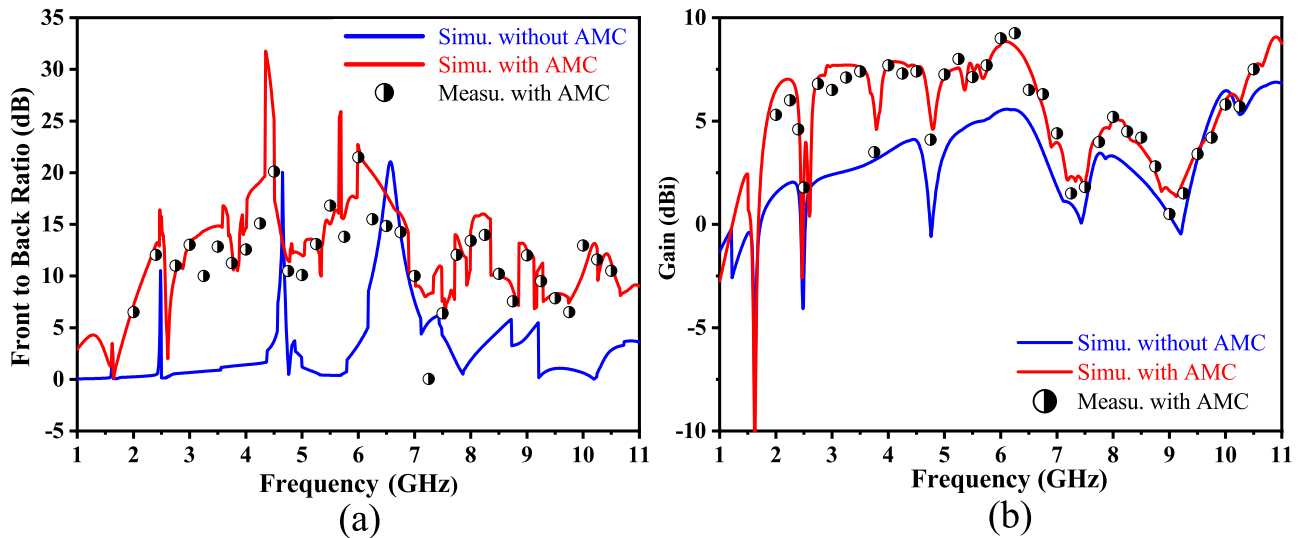 35
30
25
20
15
10
5
0
-5
Front to Back Ratio (dB)
Simu. without AMC
Simu. with AMC
Measu. with AMC
1 2 3 4 5 6 7 8 9 10 11
Frequency (GHz)
(a)
10
5
0
-5
-10
Gain (dBi)
Simu. without AMC
Simu. with AMC
Measu. with AMC
1 2 3 4 5 6 7 8 9 10 11
Frequency (GHz)
(b)